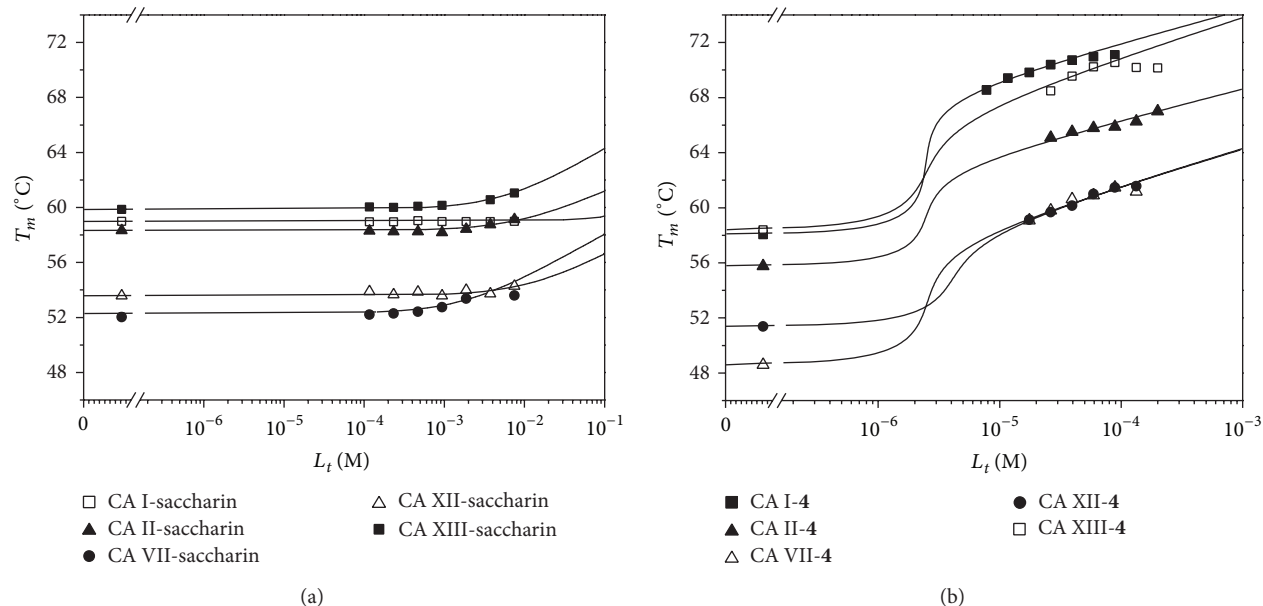 72
68
64
60
56
52
48
T_m (°C)
0 10⁻⁶ 10⁻⁵ 10⁻⁴ 10⁻³ 10⁻² 10⁻¹
L_t (M)
CA I-saccharin
CA II-saccharin
CA VII-saccharin
CA XII-saccharin
CA XIII-saccharin
(a)
72
68
64
60
56
52
48
T_m (°C)
0 10⁻⁶ 10⁻⁵ 10⁻⁴ 10⁻³
L_t (M)
CA I-4
CA II-4
CA VII-4
CA XII-4
CA XIII-4
(b)